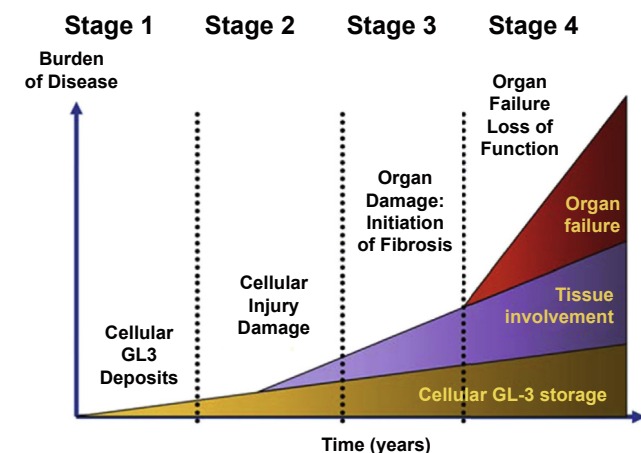 Stage 1 Stage 2 Stage 3 Stage 4
Burden
of Disease
Cellular
GL3
Deposits
Cellular
Injury
Damage
Organ
Damage:
Initiation
of Fibrosis
Organ
Failure
Loss of
Function
Organ
failure
Tissue
involvement
Cellular GL-3 storage
Time (years)